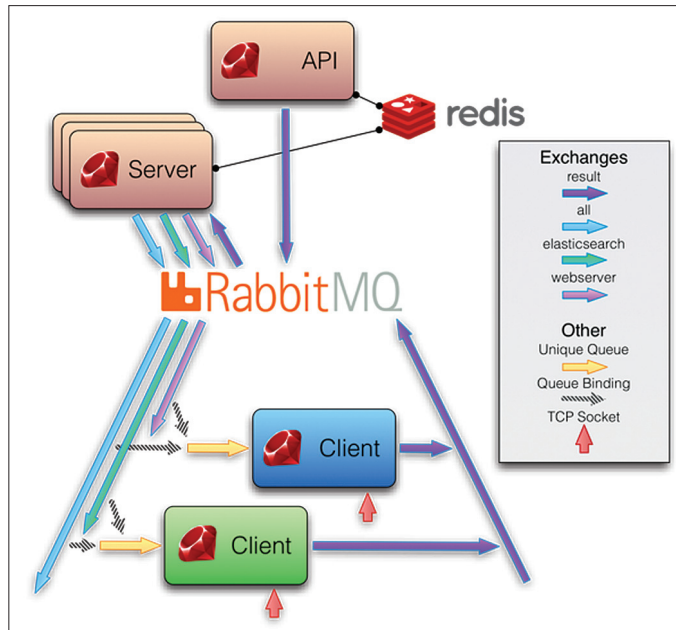 API
redis
Server
Exchanges
result
all
elasticsearch
webserver
RabbitMQ
Other
Unique Queue
Queue Binding
TCP Socket
Client
Client